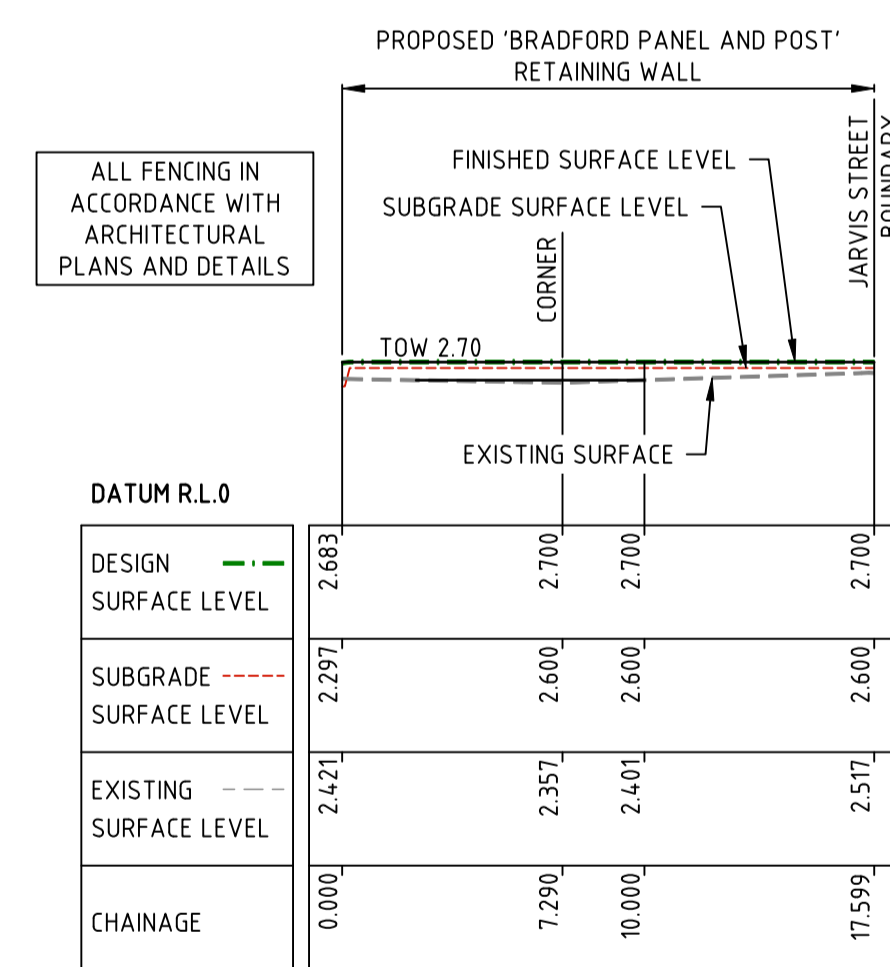 PROPOSED 'BRADFORD PANEL AND POST'
RETAINING WALL
ALL FENCING IN
ACCORDANCE WITH
ARCHITECTURAL
PLANS AND DETAILS
FINISHED SURFACE LEVEL
SUBGRADE SURFACE LEVEL
CORNER
JARVIS STREET
BOUNDARY
TOW 2.70
EXISTING SURFACE
DATUM R.L.0
DESIGN
SURFACE LEVEL
2.683
2.700
2.700
2.700
SUBGRADE
SURFACE LEVEL
2.297
2.600
2.600
2.600
EXISTING
SURFACE LEVEL
2.421
2.357
2.401
2.517
CHAINAGE
0.000
7.290
10.000
17.599